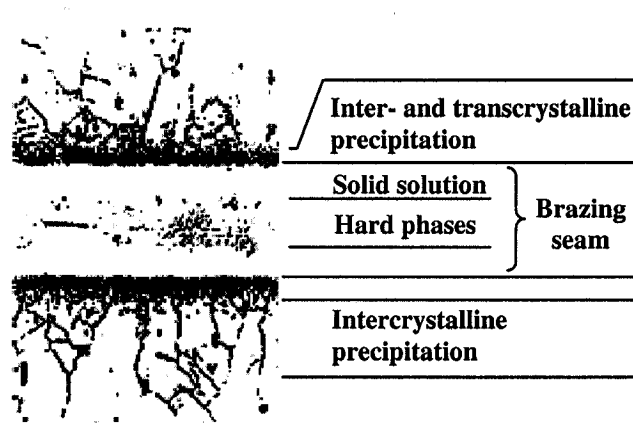 Inter- and transcrystalline
precipitation
Solid solution
Hard phases
Brazing
seam
Intercrystalline
precipitation